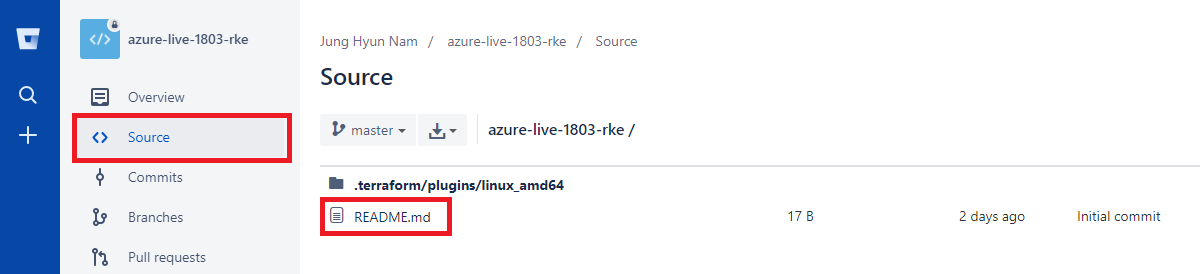 azure-live-1803-rke
Overview
Source
Commits
Branches
Pull requests
Jung Hyun Nam / azure-live-1803-rke / Source
Source
master
azure-live-1803-rke /
.terraform/plugins/linux_amd64
README.md 17 B 2 days ago Initial commit